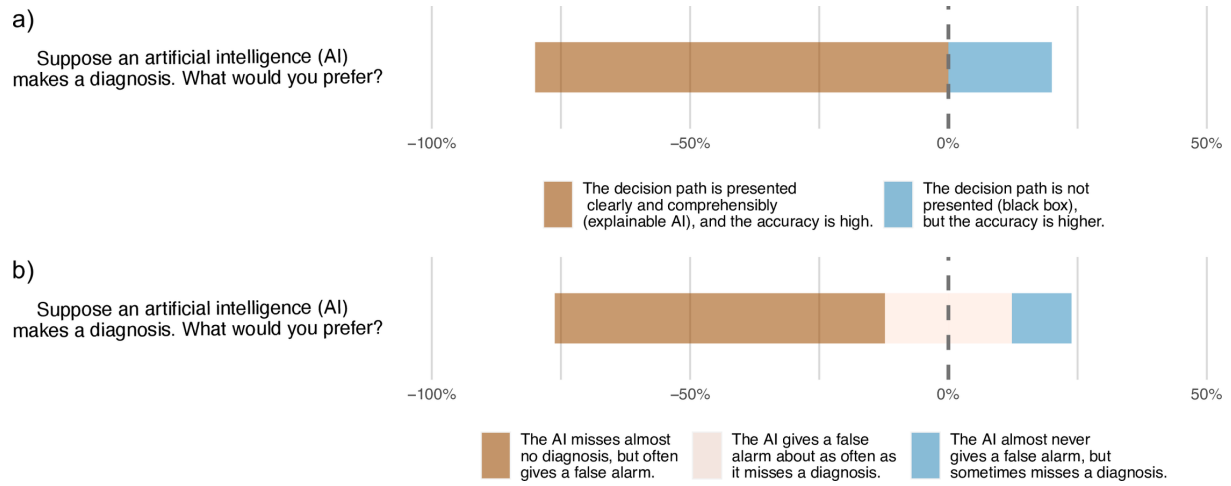 a)
Suppose an artificial intelligence (AI)
makes a diagnosis. What would you prefer?
−100%
−50%
0%
50%
The decision path is presented
clearly and comprehensibly
(explainable AI), and the accuracy is high.
The decision path is not
presented (black box),
but the accuracy is higher.
b)
Suppose an artificial intelligence (AI)
makes a diagnosis. What would you prefer?
−100%
−50%
0%
50%
The AI misses almost
no diagnosis, but often
gives a false alarm.
The AI gives a false
alarm about as often as
it misses a diagnosis.
The AI almost never
gives a false alarm, but
sometimes misses a diagnosis.